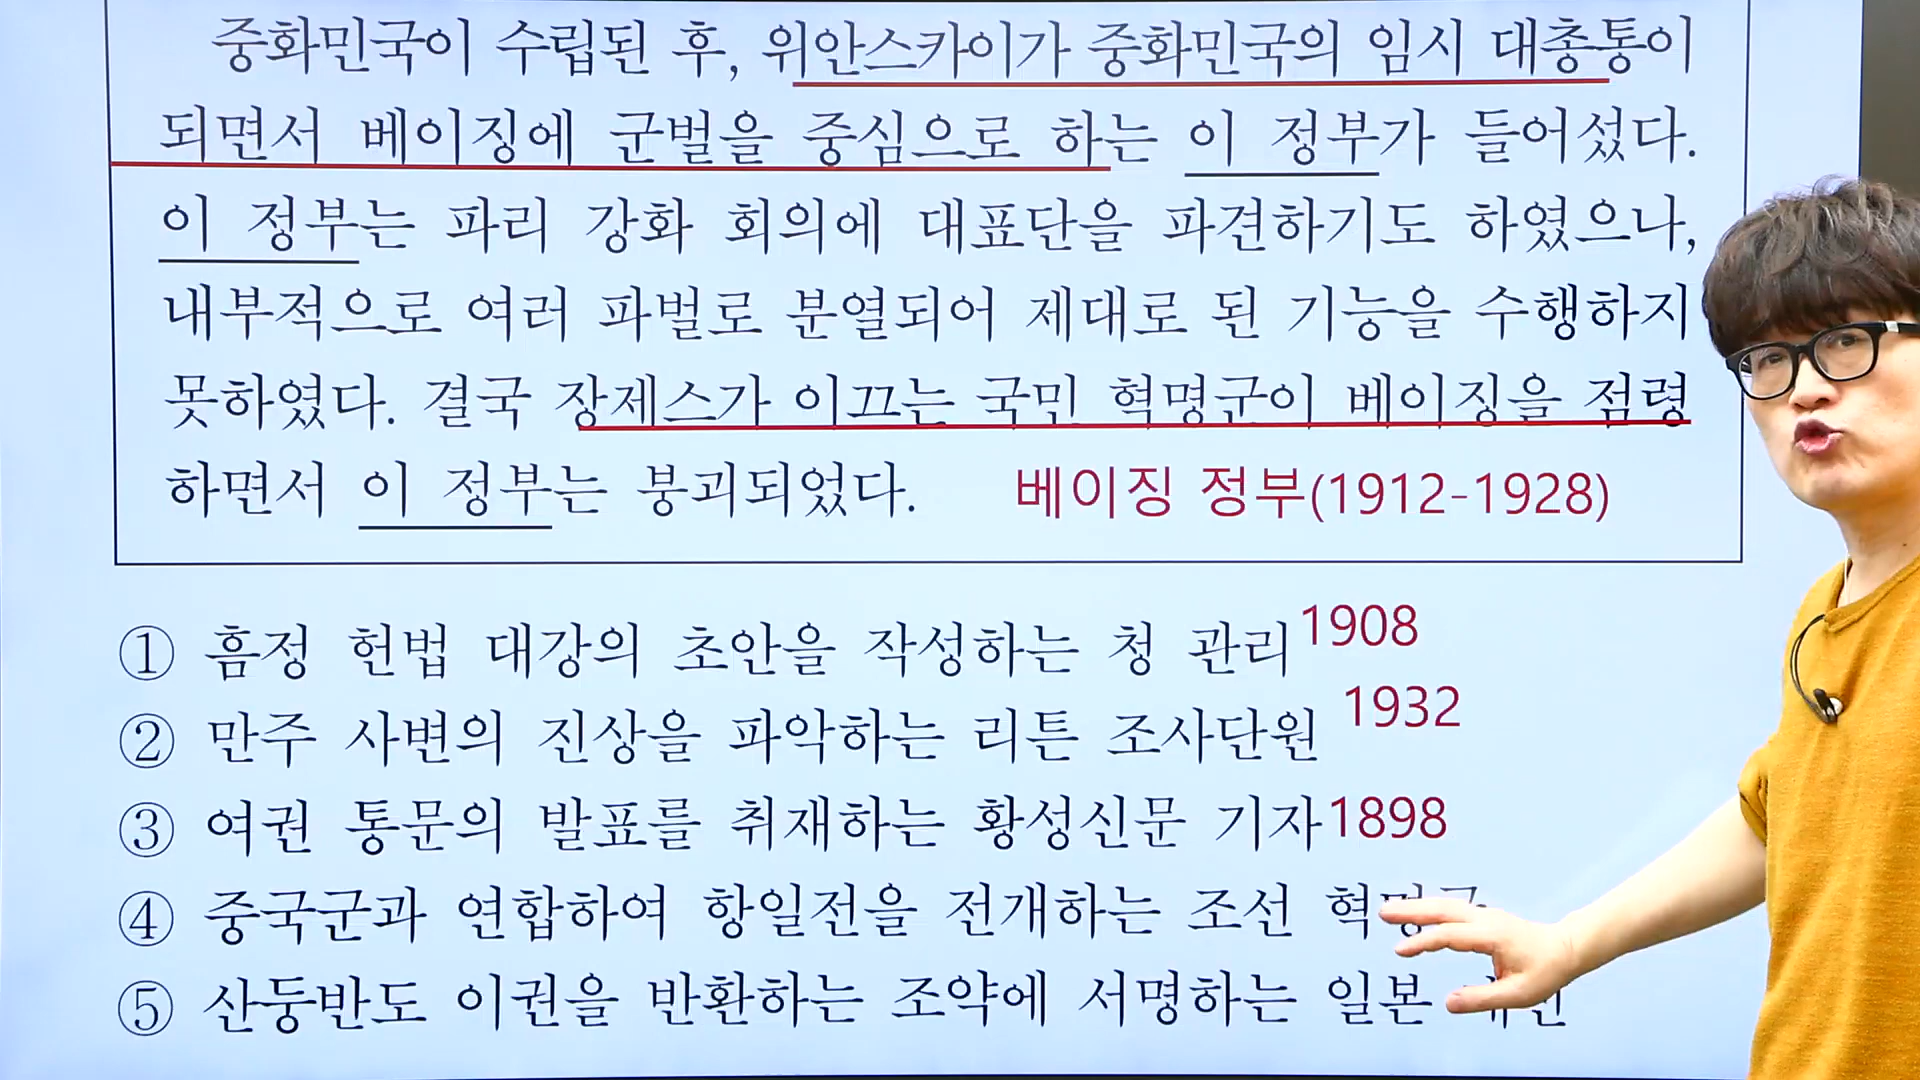 중화민국이 수립된 후, 위안스카이가 중화민국의 임시 대총통이
되면서 베이징에 군벌을 중심으로 하는 이 정부가 들어섰다.
이 정부는 파리 강화 회의에 대표단을 파견하기도 하였으나,
내부적으로 여러 파벌로 분열되어 제대로 된 기능을 수행하지
못하였다. 결국 장제스가 이끄는 국민 혁명군이 베이징을 점령
하면서 이 정부는 붕괴되었다. 베이징 정부(1912-1928)
① 흠정 헌법 대강의 초안을 작성하는 청 관리 1908
② 만주 사변의 진상을 파악하는 리튼 조사단원 1932
③ 여권 통문의 발표를 취재하는 황성신문 기자 1898
④ 중국군과 연합하여 항일전을 전개하는 조선
⑤ 산둥반도 이권을 반환하는 조약에 서명하는 일본